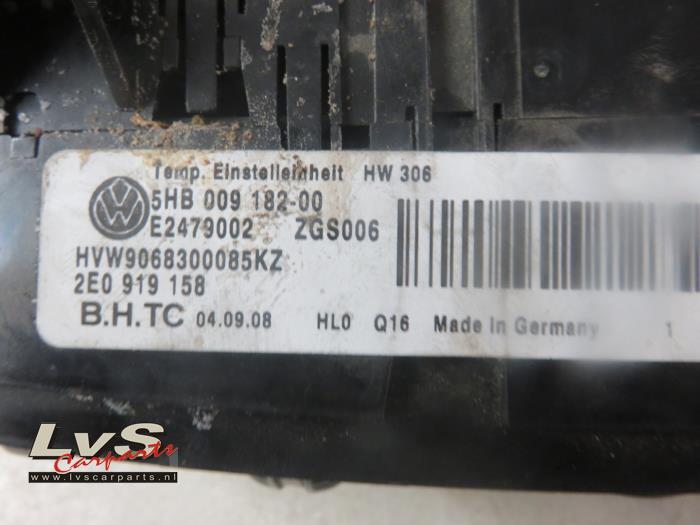 Temp. Einstelleinheit HW 306
5HB 009 182-00
E2479002 ZGS006
HVW9068300085KZ
2E0 919 158
B.H.TC 04.09.08 HL0 Q16 Made in Germany 1
LvS
Carparts
www.lvscarparts.nl